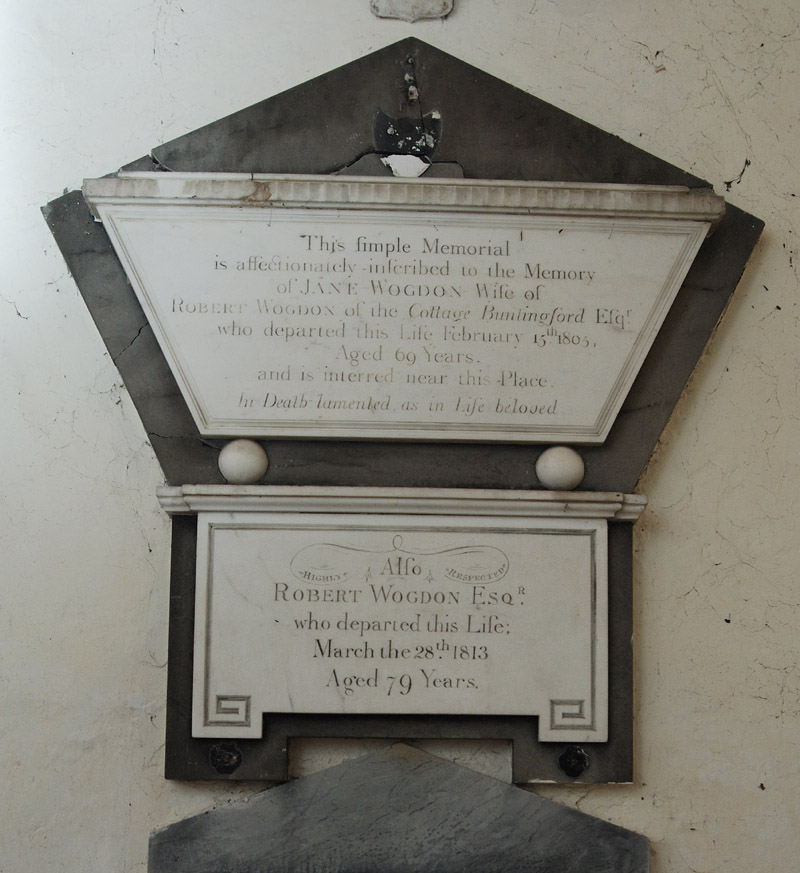 This ſimple Memorial
is affectionately inſcribed to the Memory
of JANE WOGDON Wife of
ROBERT WOGDON of the Cottage Buntingford Eſqr
who departed this Life February 15th 1805,
Aged 69 Years.
and is interred near this Place.
In Death lamented, as in Life beloved
HIGHLY Alſo RESPECTED
ROBERT WOGDON ESQR.
who departed this Life;
March the 28th. 1813
Aged 79 Years.